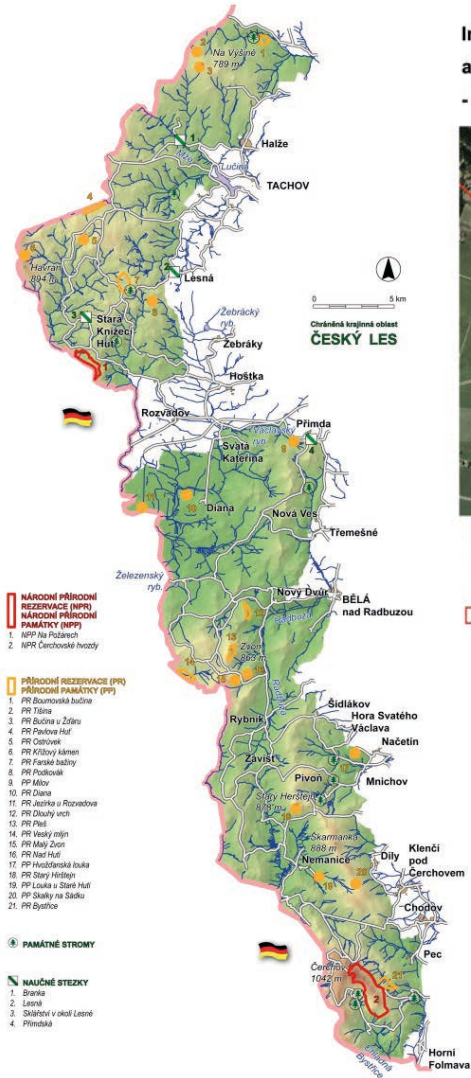 Na Výšině
789 m
Halže
Mže
Lučina
TACHOV
Havran
894 m
Lesná
Stará
Knížecí
Huť
Žebrácký
ryb.
Žebráky
Hoštka
Rozvadov
0 5 km
Chráněná krajinná oblast
ČESKÝ LES
Přimda
Václavský
ryb.
Svatá
Kateřina
Diana
Nová Ves
Třemešné
Železenský
ryb.
Nový Dvůr
BĚLÁ
nad Radbuzou
Radbuza
Zvon
863 m
Radbuza
Rybník
Šidlákov
Hora Svatého
Václava
Načetín
Závist
Pivoň
Mnichov
Starý Herštejn
878 m
Škarmanka
888 m
Nemanice
Díly
Klenčí
pod
Čerchovem
Chodov
Pec
Čerchov
1042 m
Chladná
Bystřice
Horní
Folmava
NÁRODNÍ PŘÍRODNÍ
REZERVACE (NPR)
NÁRODNÍ PŘÍRODNÍ
PAMÁTKY (NPP)
1. NPP Na Požárech
2. NPR Čerchovské hvozdy
PŘÍRODNÍ REZERVACE (PR)
PŘÍRODNÍ PAMÁTKY (PP)
1. PR Broumovská bučina
2. PR Tišina
3. PR Bučina u Žďáru
4. PR Pavlova Huť
5. PR Ostrůvek
6. PR Křížový kámen
7. PR Farské bažiny
8. PR Podkovák
9. PP Milov
10. PR Diana
11. PR Jezírka u Rozvadova
12. PR Dlouhý vrch
13. PR Pleš
14. PR Veský mlýn
15. PR Malý Zvon
16. PR Nad Hutí
17. PP Hvožďanská louka
18. PR Starý Hirštejn
19. PP Louka u Staré Huti
20. PP Skalky na Sádku
21. PR Bystřice
PAMÁTNÉ STROMY
NAUČNÉ STEZKY
1. Branka
2. Lesná
3. Sklářství v okolí Lesné
4. Přimdská